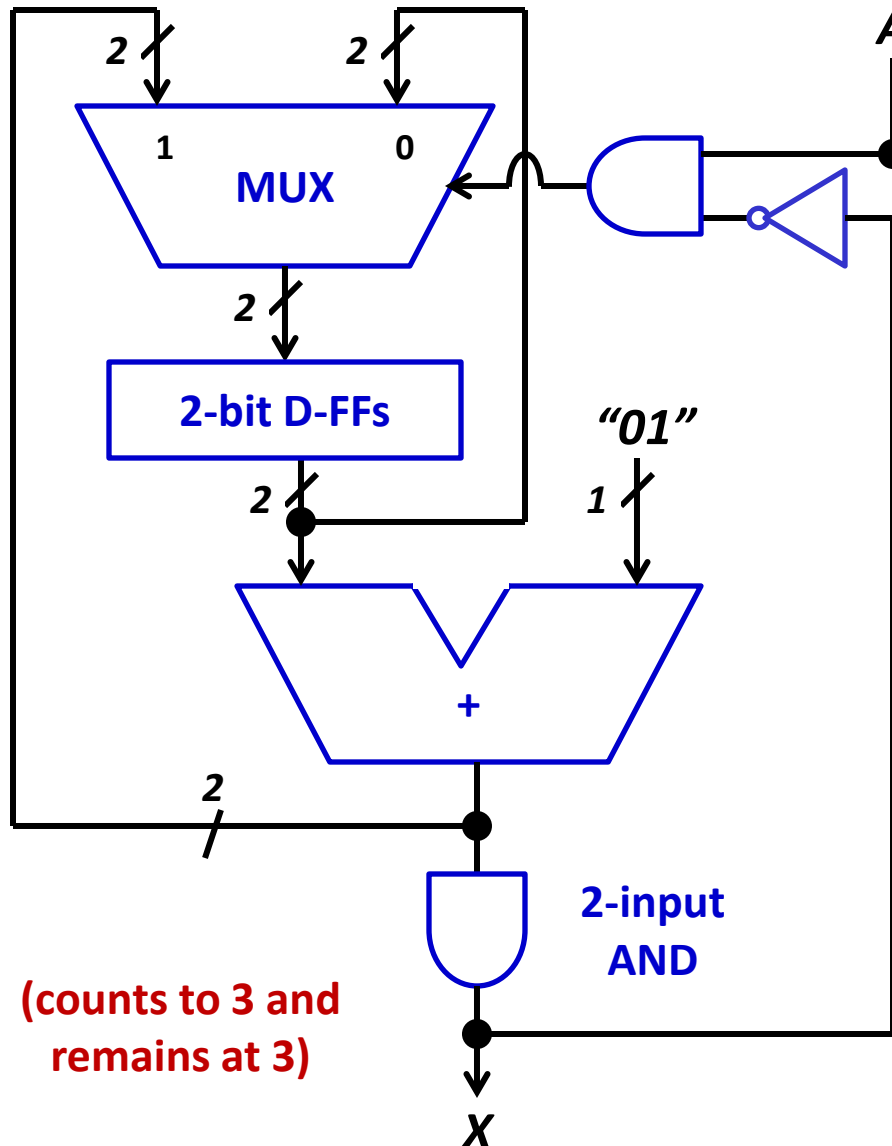 A
2
2
1
0
MUX
2
2-bit D-FFs
“01”
2
1
+
2
2-input
AND
(counts to 3 and
remains at 3)
X